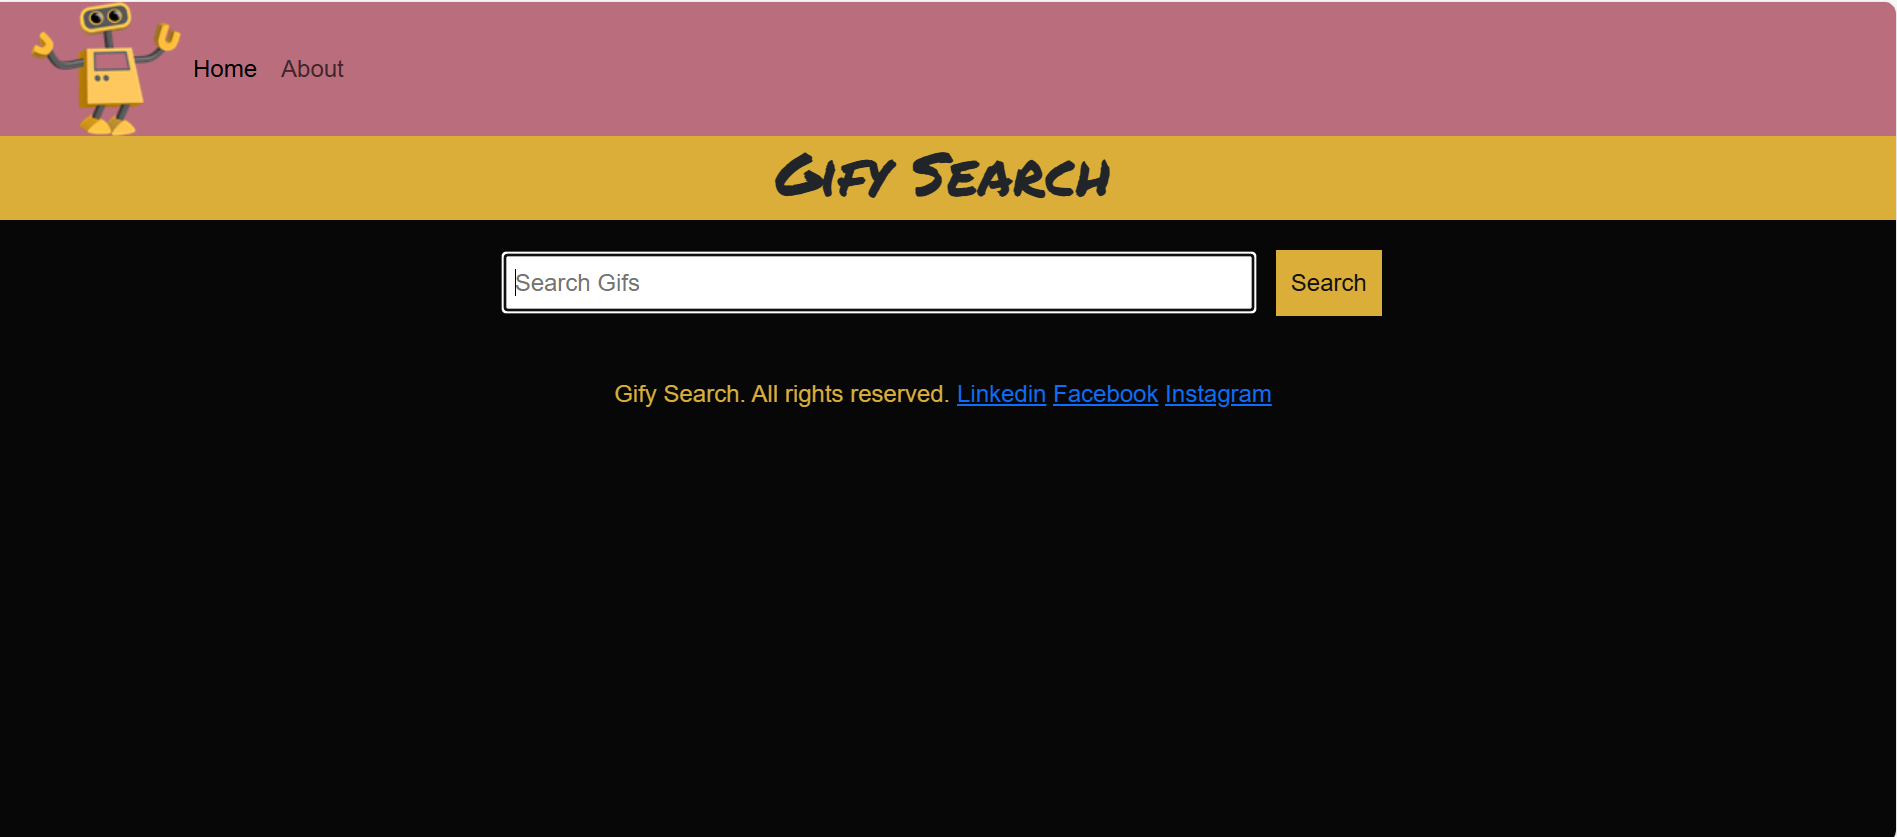 Home About
Gify Search
Search Gifs Search
Gify Search. All rights reserved. Linkedin Facebook Instagram